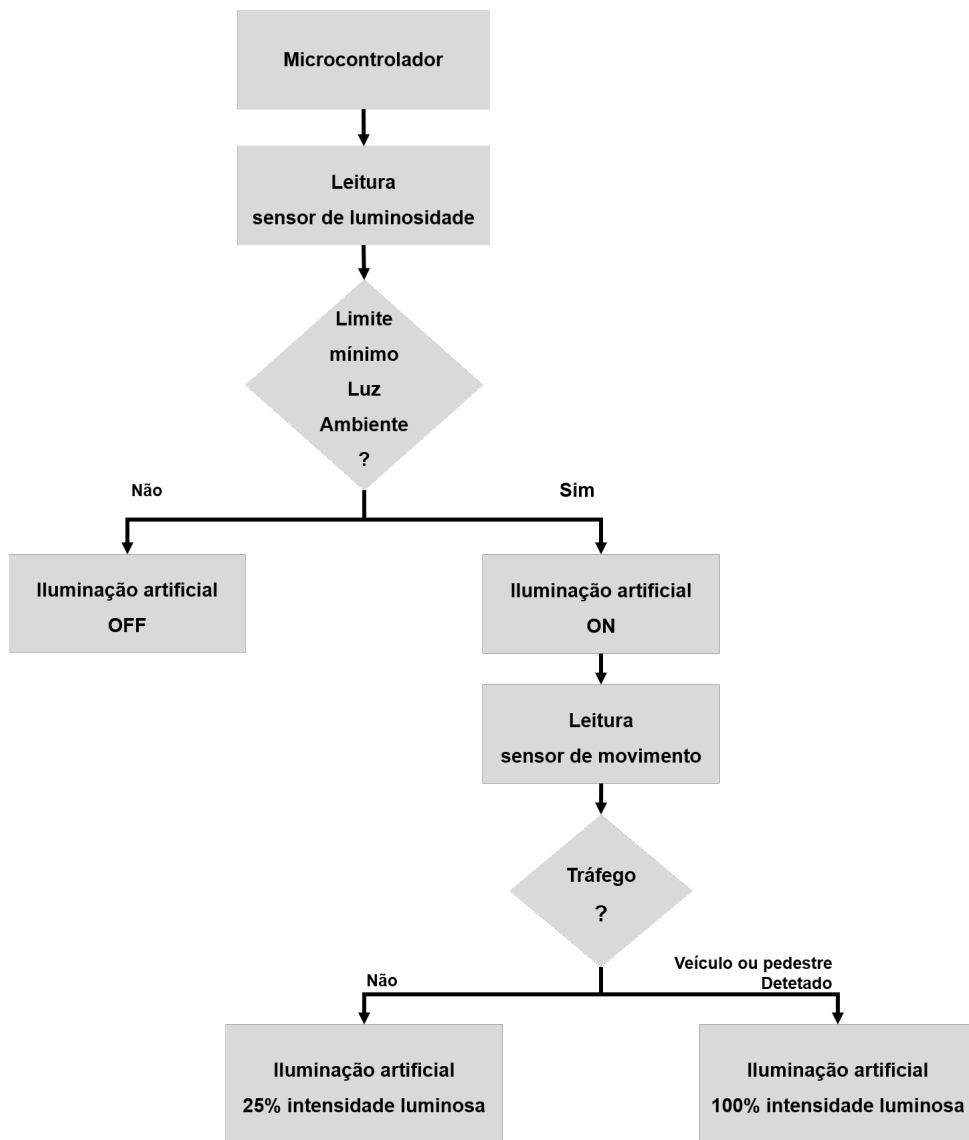 Microcontrolador
Leitura
sensor de luminosidade
Limite
mínimo
Luz
Ambiente
?
Não
Sim
Iluminação artificial
OFF
Iluminação artificial
ON
Leitura
sensor de movimento
Tráfego
?
Não
Veículo ou pedestre
Detetado
Iluminação artificial
25% intensidade luminosa
Iluminação artificial
100% intensidade luminosa